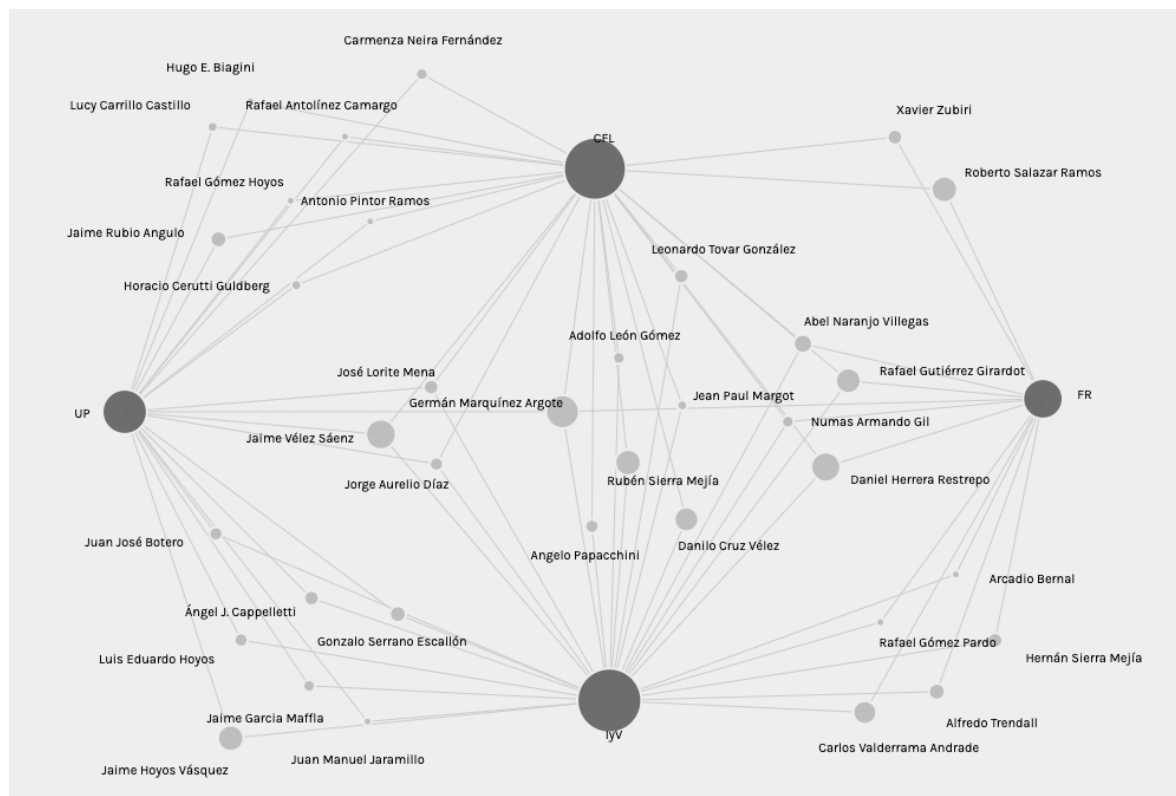 Carmenza Neira Fernández
Hugo E. Biagini
Lucy Carrillo Castillo
Rafael Antolínez Camargo
Xavier Zubiri
CFL
Roberto Salazar Ramos
Rafael Gómez Hoyos
Antonio Pintor Ramos
Jaime Rubio Angulo
Leonardo Tovar González
Horacio Cerutti Guldberg
Abel Naranjo Villegas
Adolfo León Gómez
José Lorite Mena
Rafael Gutiérrez Girardot
Jean Paul Margot
FR
Germán Marquínez Argote
UP
Numas Armando Gil
Jaime Vélez Sáenz
Jorge Aurelio Díaz
Rubén Sierra Mejía
Daniel Herrera Restrepo
Juan José Botero
Angelo Papacchini
Danilo Cruz Vélez
Arcadio Bernal
Ángel J. Cappelletti
Gonzalo Serrano Escallón
Rafael Gómez Pardo
Luis Eduardo Hoyos
Hernán Sierra Mejía
Jaime Garcia Maffla
Alfredo Trendall
IyV
Carlos Valderrama Andrade
Juan Manuel Jaramillo
Jaime Hoyos Vásquez